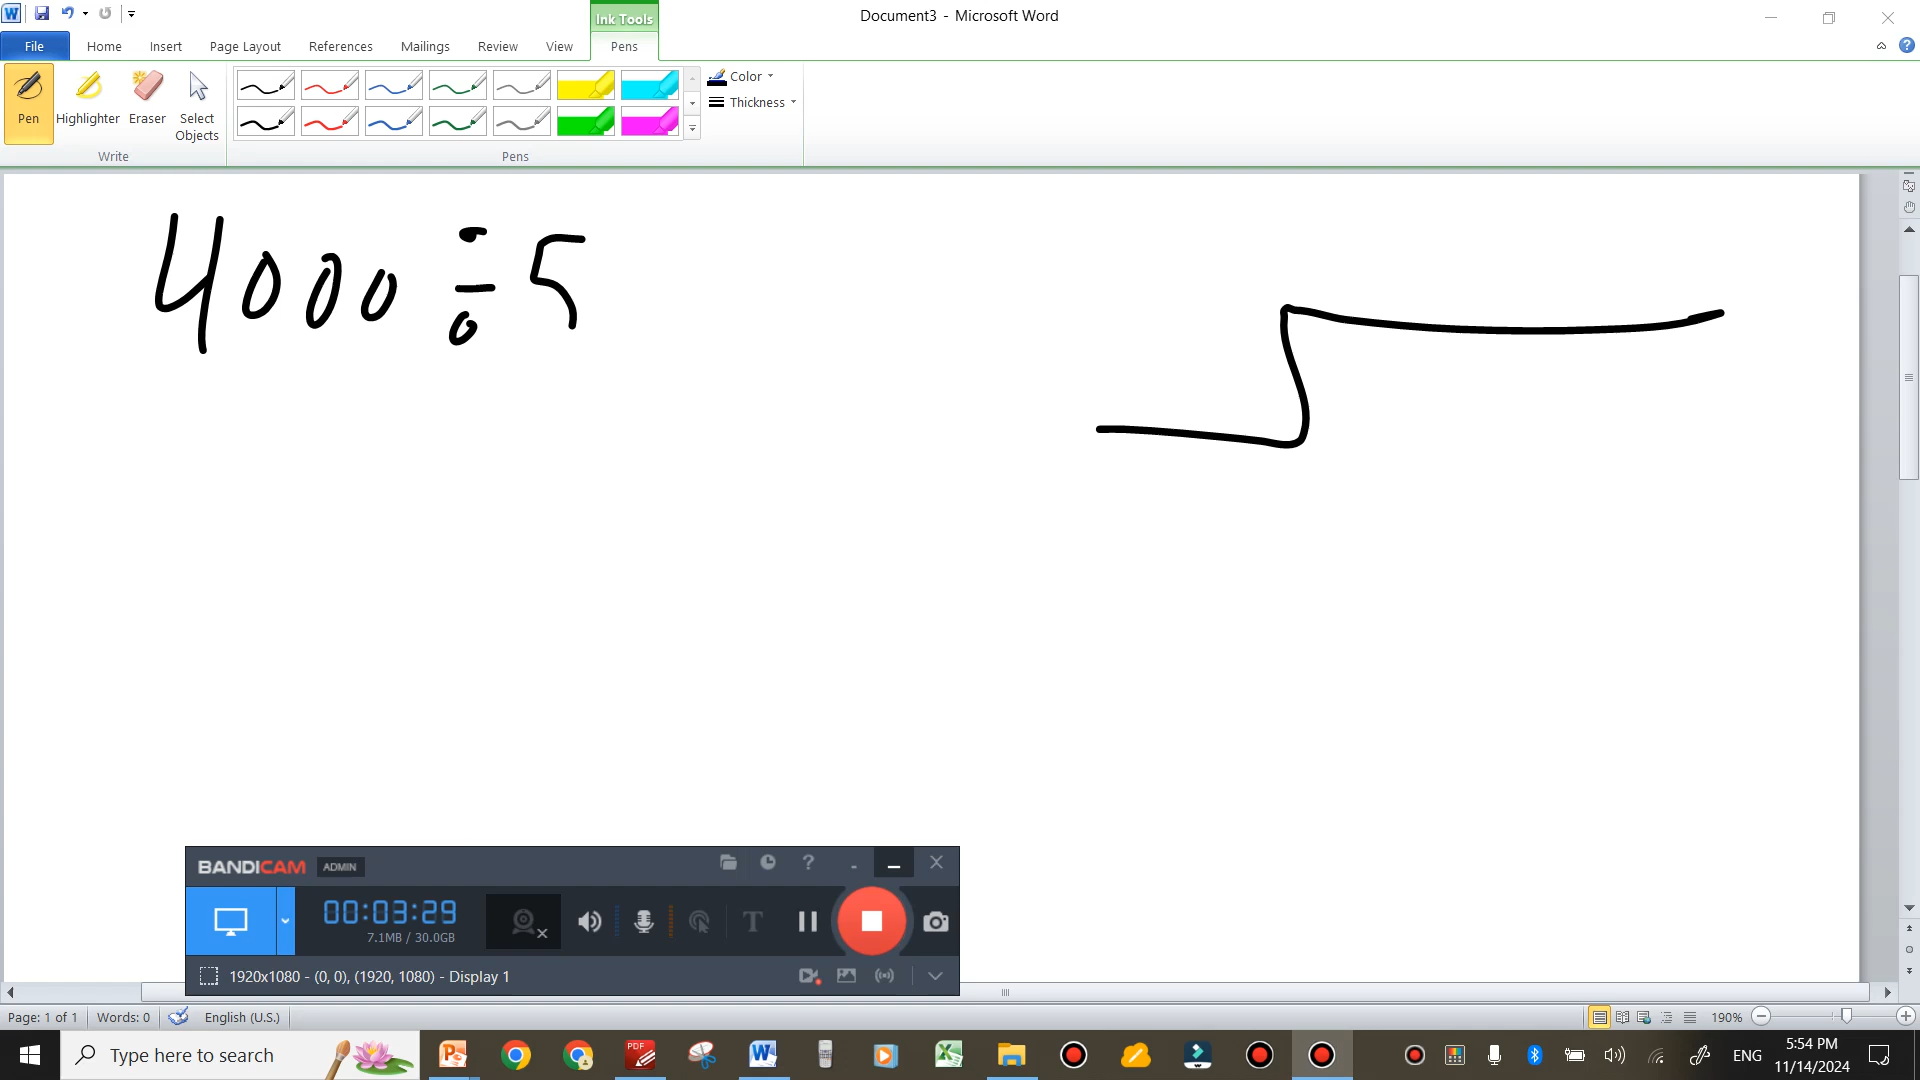 Document3 - Microsoft Word
Ink Tools
File Home Insert Page Layout References Mailings Review View Pens
Pen Highlighter Eraser Select Objects
Color
Thickness
Write
Pens
4000 ÷ 5
BANDICAM ADMIN
00:03:29
7.1MB / 30.0GB
1920x1080 - (0, 0), (1920, 1080) - Display 1
Page: 1 of 1 Words: 0 English (U.S.) 190%
Type here to search
PDF
ENG
5:54 PM
11/14/2024